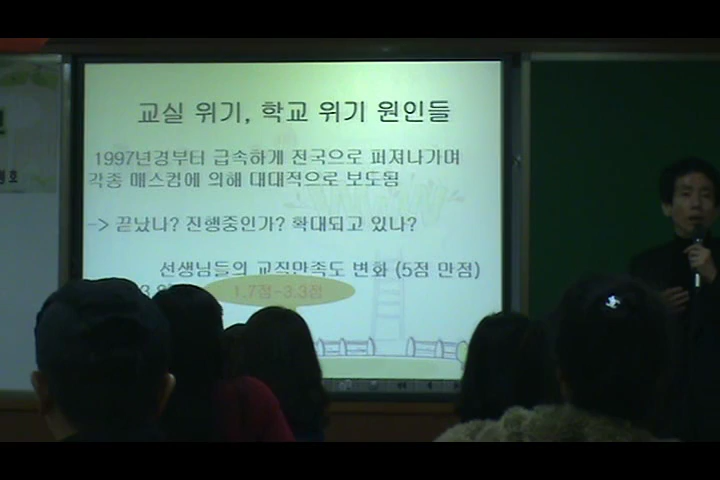 교실 위기, 학교 위기 원인들
1997년경부터 급속하게 전국으로 퍼져나가며
각종 매스컴에 의해 대대적으로 보도됨
-> 끝났나? 진행중인가? 확대되고 있나?
선생님들의 교직만족도 변화 (5점 만점)
1.7점-3.3점